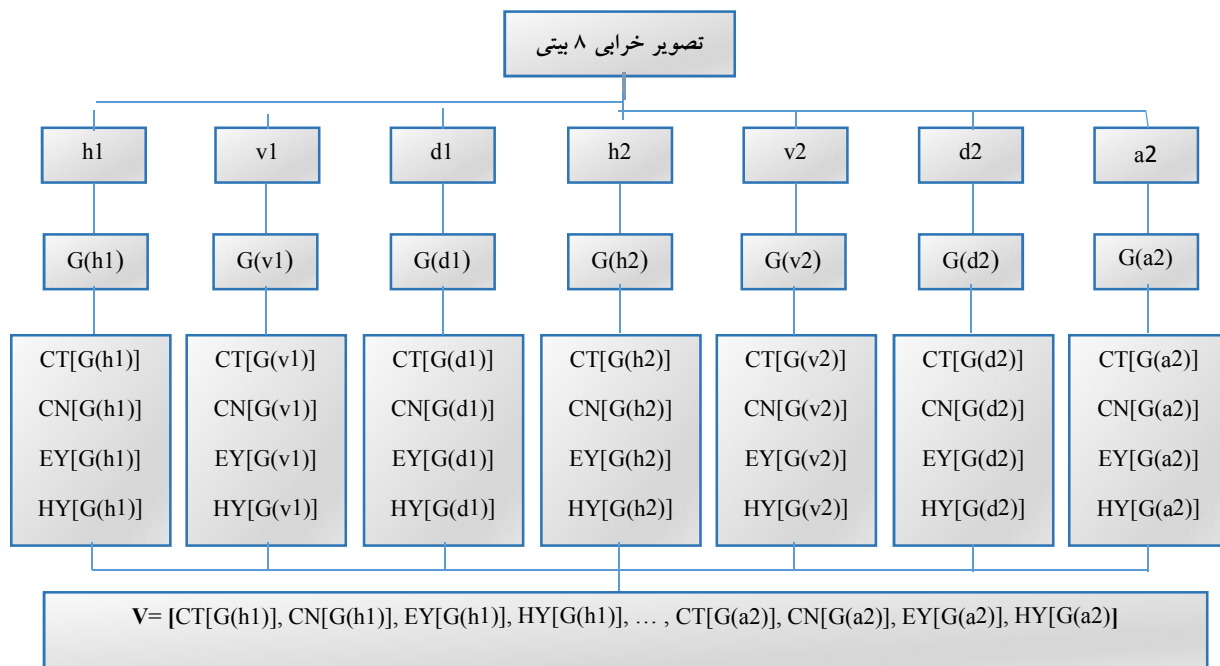 تصویر خرابی ۸ بیتی
h1 v1 d1 h2 v2 d2 a2
G(h1) G(v1) G(d1) G(h2) G(v2) G(d2) G(a2)
CT[G(h1)] CT[G(v1)] CT[G(d1)] CT[G(h2)] CT[G(v2)] CT[G(d2)] CT[G(a2)]
CN[G(h1)] CN[G(v1)] CN[G(d1)] CN[G(h2)] CN[G(v2)] CN[G(d2)] CN[G(a2)]
EY[G(h1)] EY[G(v1)] EY[G(d1)] EY[G(h2)] EY[G(v2)] EY[G(d2)] EY[G(a2)]
HY[G(h1)] HY[G(v1)] HY[G(d1)] HY[G(h2)] HY[G(v2)] HY[G(d2)] HY[G(a2)]
V= [CT[G(h1)], CN[G(h1)], EY[G(h1)], HY[G(h1)], … , CT[G(a2)], CN[G(a2)], EY[G(a2)], HY[G(a2)]